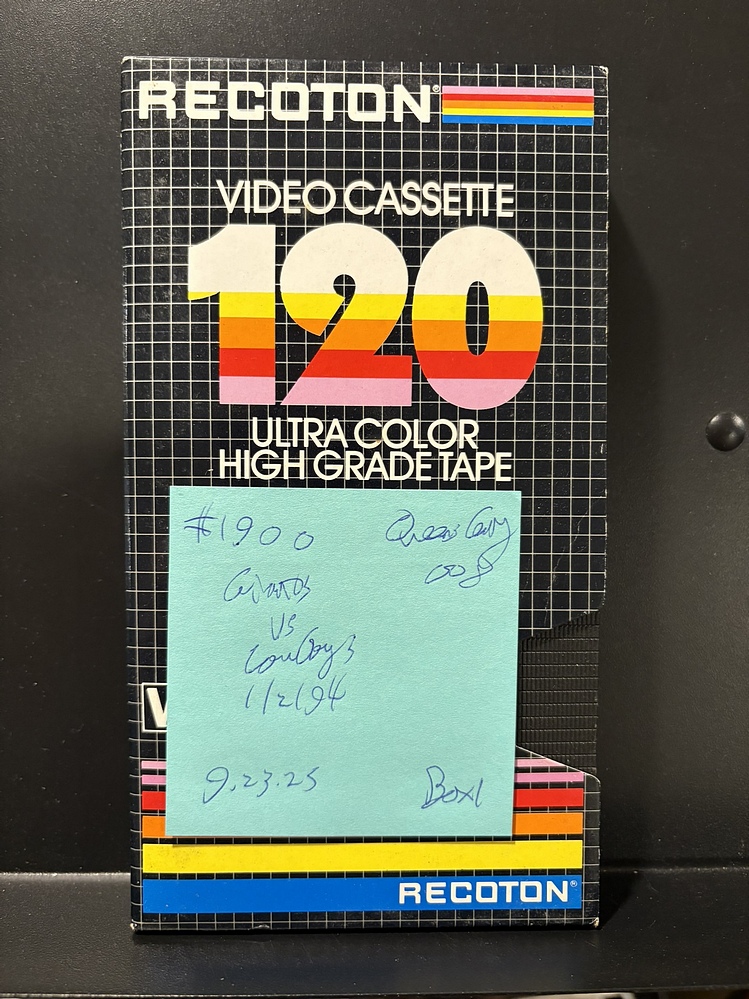 RECOTON®
VIDEO CASSETTE
120
ULTRA COLOR
HIGH GRADE TAPE
#1900
008
Giants
vs
Cowboys
1/2/94
9.23.25
Box1
RECOTON®